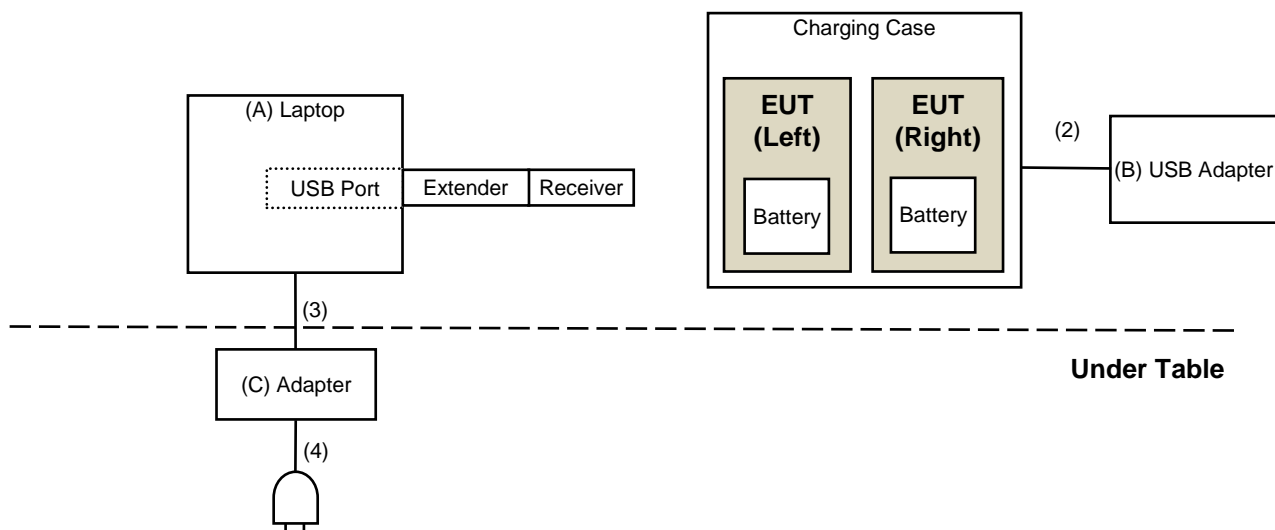 Charging Case
(A) Laptop
EUT
(Left)
EUT
(Right)
(2)
(B) USB Adapter
USB Port
Extender
Receiver
Battery
Battery
(3)
Under Table
(C) Adapter
(4)